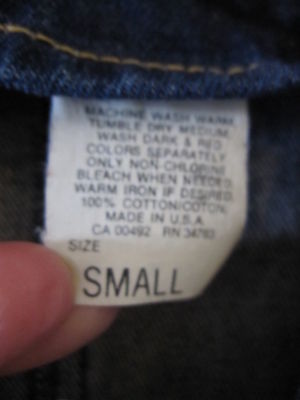 MACHINE WASH WARM,
TUMBLE DRY MEDIUM,
WASH DARK & RED
COLORS SEPARATELY
ONLY NON-CHLORINE
BLEACH WHEN NEEDED.
WARM IRON IF DESIRED.
100% COTTON/COTON.
MADE IN U.S.A.
CA 00492 RN 34783
SIZE
SMALL